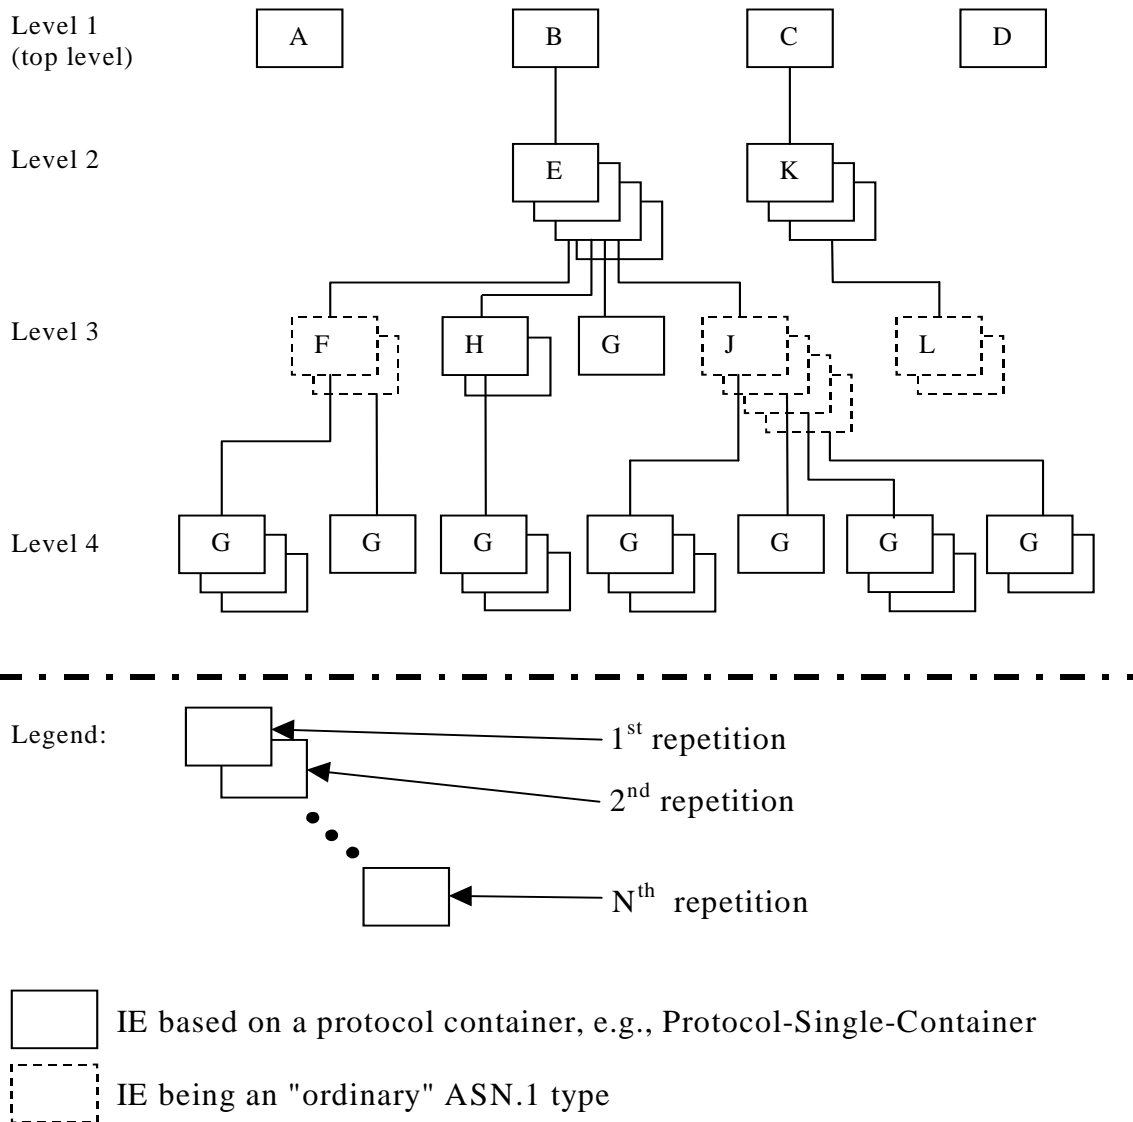 Level 1
(top level)
A
B
C
D
Level 2
E
K
Level 3
F
H
G
J
L
Level 4
G
G
G
G
G
G
G
Legend:
1st repetition
2nd repetition
Nth repetition
IE based on a protocol container, e.g., Protocol-Single-Container
IE being an "ordinary" ASN.1 type